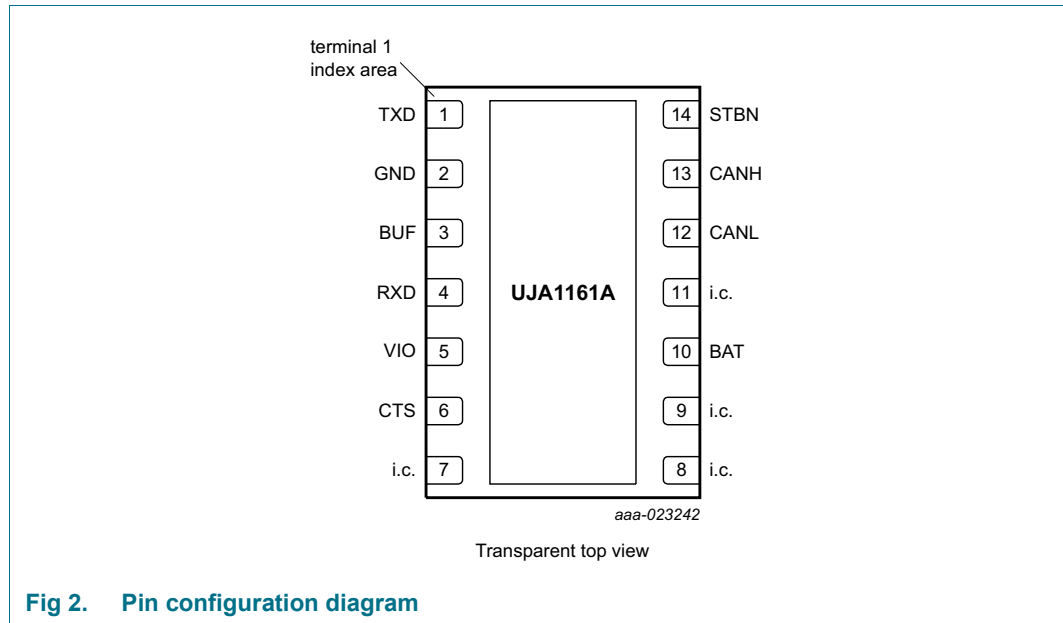 terminal 1
index area
TXD 1 14 STBN
GND 2 13 CANH
BUF 3 12 CANL
RXD 4 UJA1161A 11 i.c.
VIO 5 10 BAT
CTS 6 9 i.c.
i.c. 7 8 i.c.
aaa-023242
Transparent top view
Fig 2. Pin configuration diagram